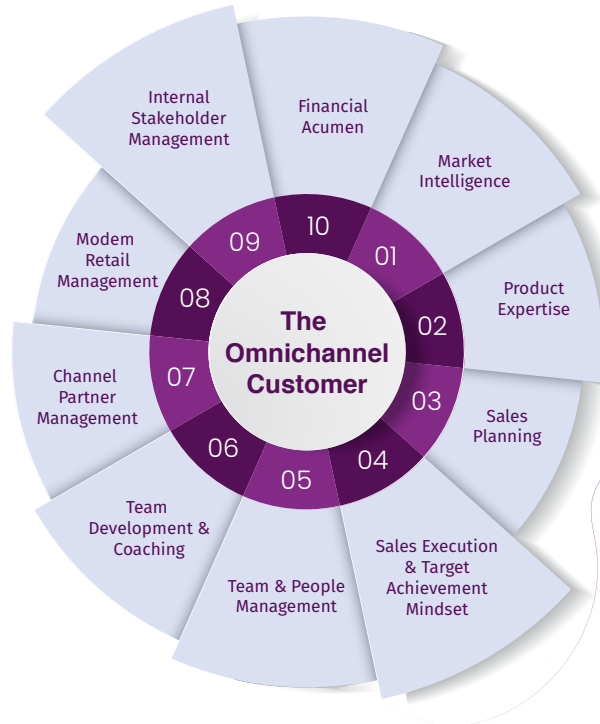 The
Omnichannel
Customer
01
Market
Intelligence
02
Product
Expertise
03
Sales
Planning
04
Sales Execution
& Target
Achievement
Mindset
05
Team & People
Management
06
Team
Development &
Coaching
07
Channel
Partner
Management
08
Modem
Retail
Management
09
Internal
Stakeholder
Management
10
Financial
Acumen